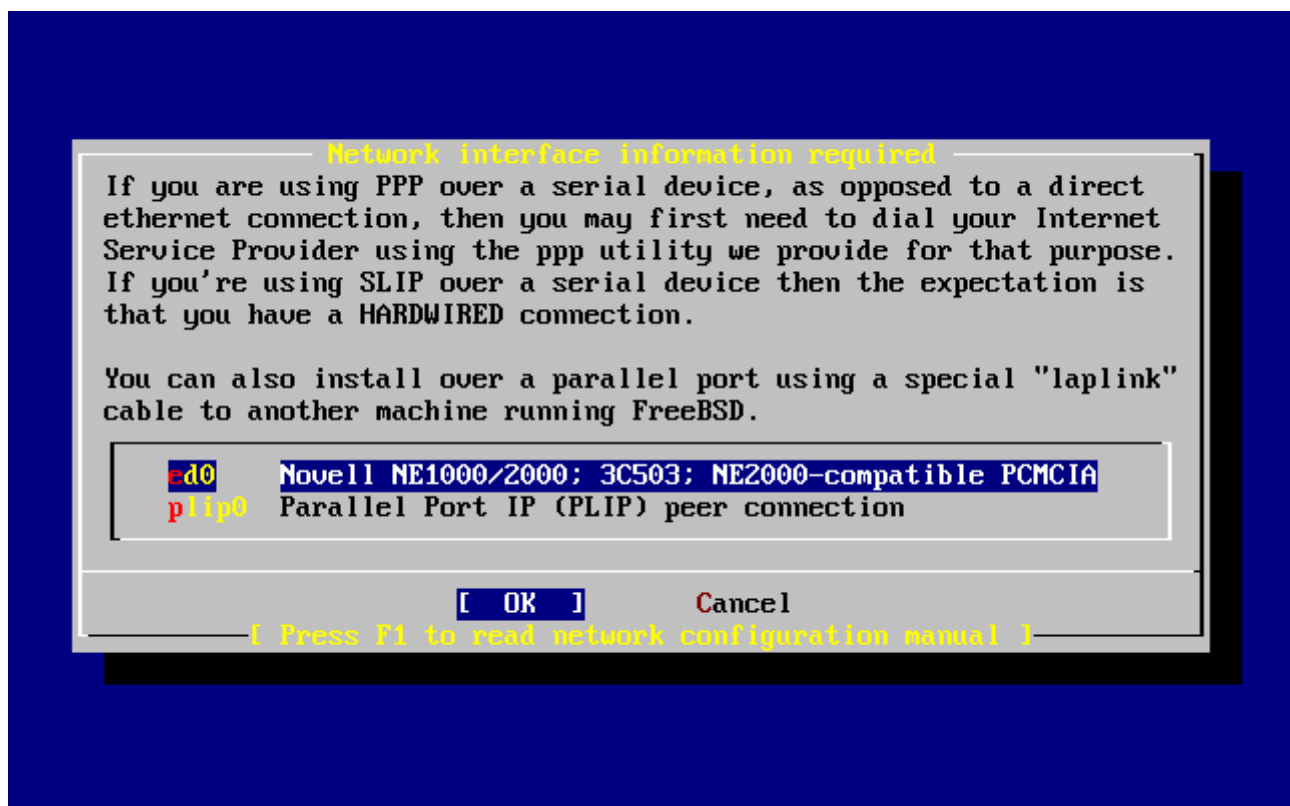 Network interface information required
If you are using PPP over a serial device, as opposed to a direct
ethernet connection, then you may first need to dial your Internet
Service Provider using the ppp utility we provide for that purpose.
If you're using SLIP over a serial device then the expectation is
that you have a HARDWIRED connection.
You can also install over a parallel port using a special "laplink"
cable to another machine running FreeBSD.
ed0 Novell NE1000/2000; 3C503; NE2000-compatible PCMCIA
plip0 Parallel Port IP (PLIP) peer connection
[ OK ] Cancel
[ Press F1 to read network configuration manual ]